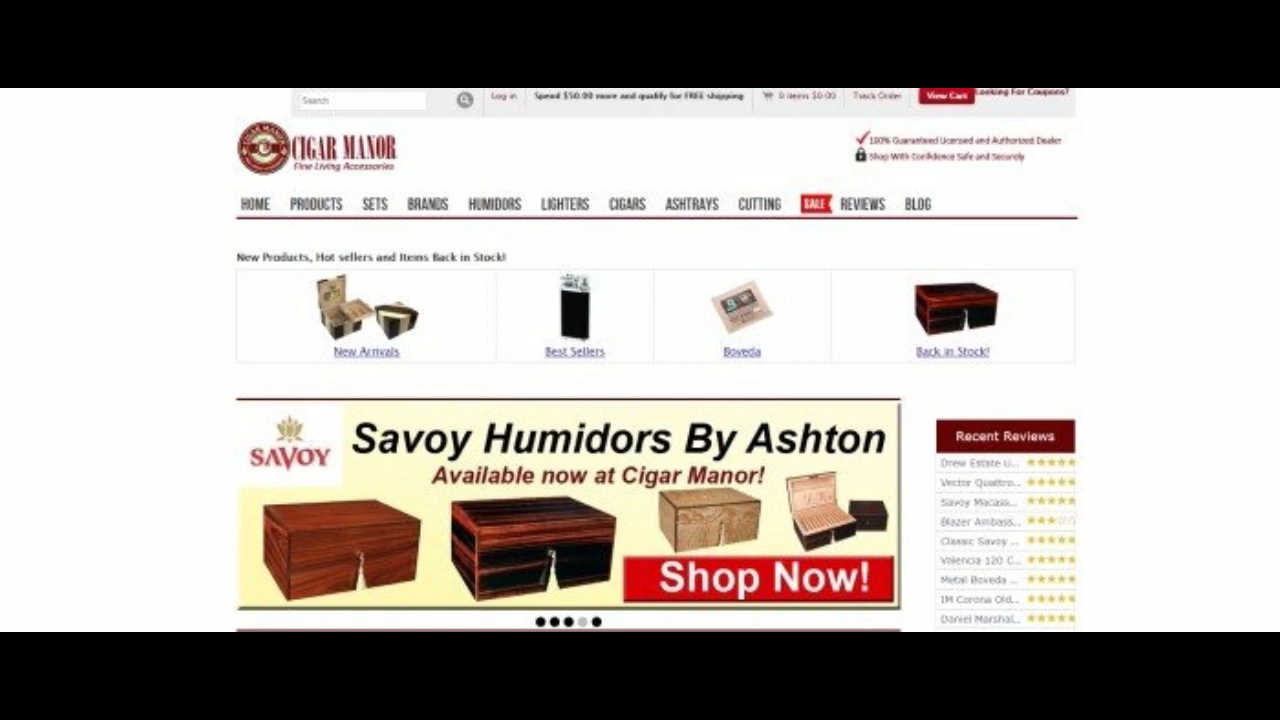 Search
Log in
Spend $50.00 more and qualify for FREE shipping
0 items $0.00
Track Order
View Cart
Looking For Coupons?
CIGAR MANOR
Fine Living Accessories
100% Guaranteed Licensed and Authorized Dealer
Shop With Confidence Safe and Securely
HOME PRODUCTS SETS BRANDS HUMIDORS LIGHTERS CIGARS ASHTRAYS CUTTING SALE REVIEWS BLOG
New Products, Hot sellers and Items Back in Stock!
New Arrivals
Best Sellers
Boveda
Back in Stock!
SAVOY
Savoy Humidors By Ashton
Available now at Cigar Manor!
Shop Now!
Recent Reviews
Drew Estate U...
Vector Quattro...
Savoy Macass...
Blazer Ambass...
Classic Savoy ...
Valencia 120 C...
Metal Boveda ...
IM Corona Old...
Daniel Marshal...